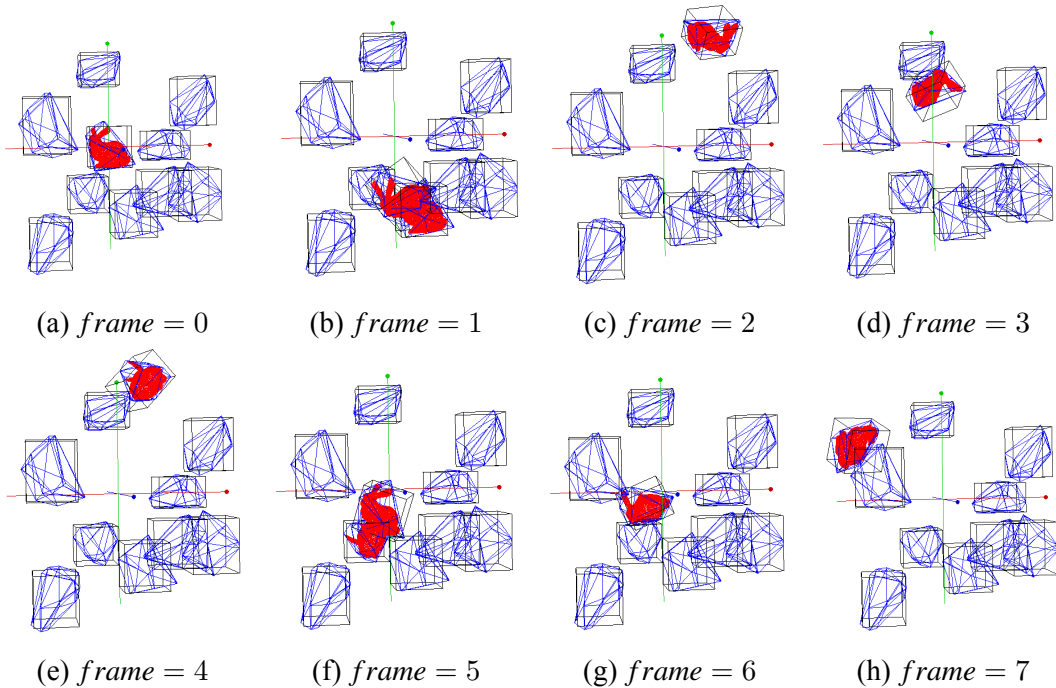 (a) frame = 0
(b) frame = 1
(c) frame = 2
(d) frame = 3
(e) frame = 4
(f) frame = 5
(g) frame = 6
(h) frame = 7